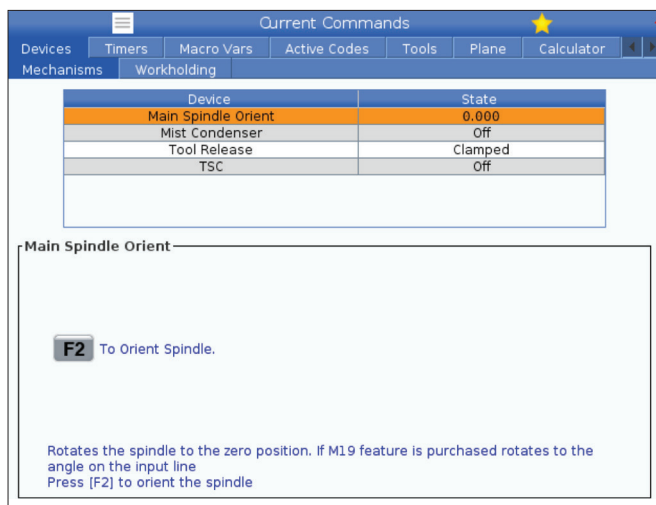 Current Commands
Devices Timers Macro Vars Active Codes Tools Plane Calculator
Mechanisms Workholding
Device State
Main Spindle Orient 0.000
Mist Condenser Off
Tool Release Clamped
TSC Off
Main Spindle Orient
F2 To Orient Spindle.
Rotates the spindle to the zero position. If M19 feature is purchased rotates to the
angle on the input line
Press [F2] to orient the spindle